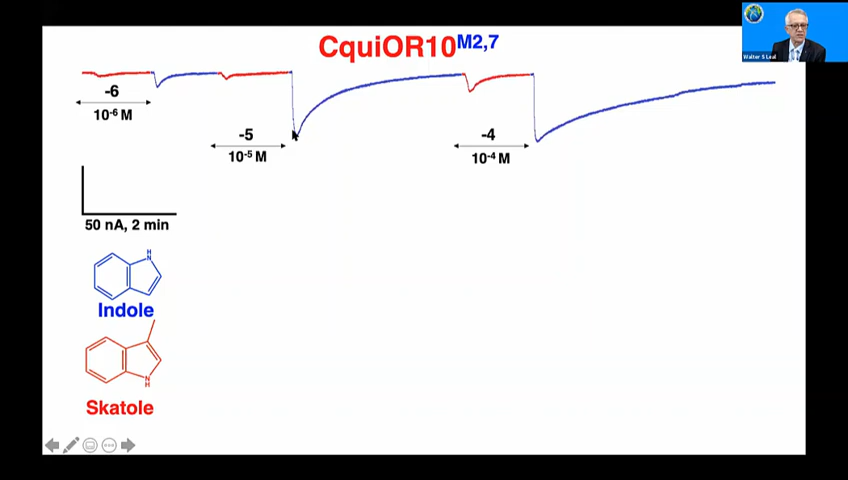 CquiOR10M2,7
Walter S Leal
-6
10-6 M
-5
10-5 M
-4
10-4 M
50 nA, 2 min
H
N
Indole
N
H
Skatole